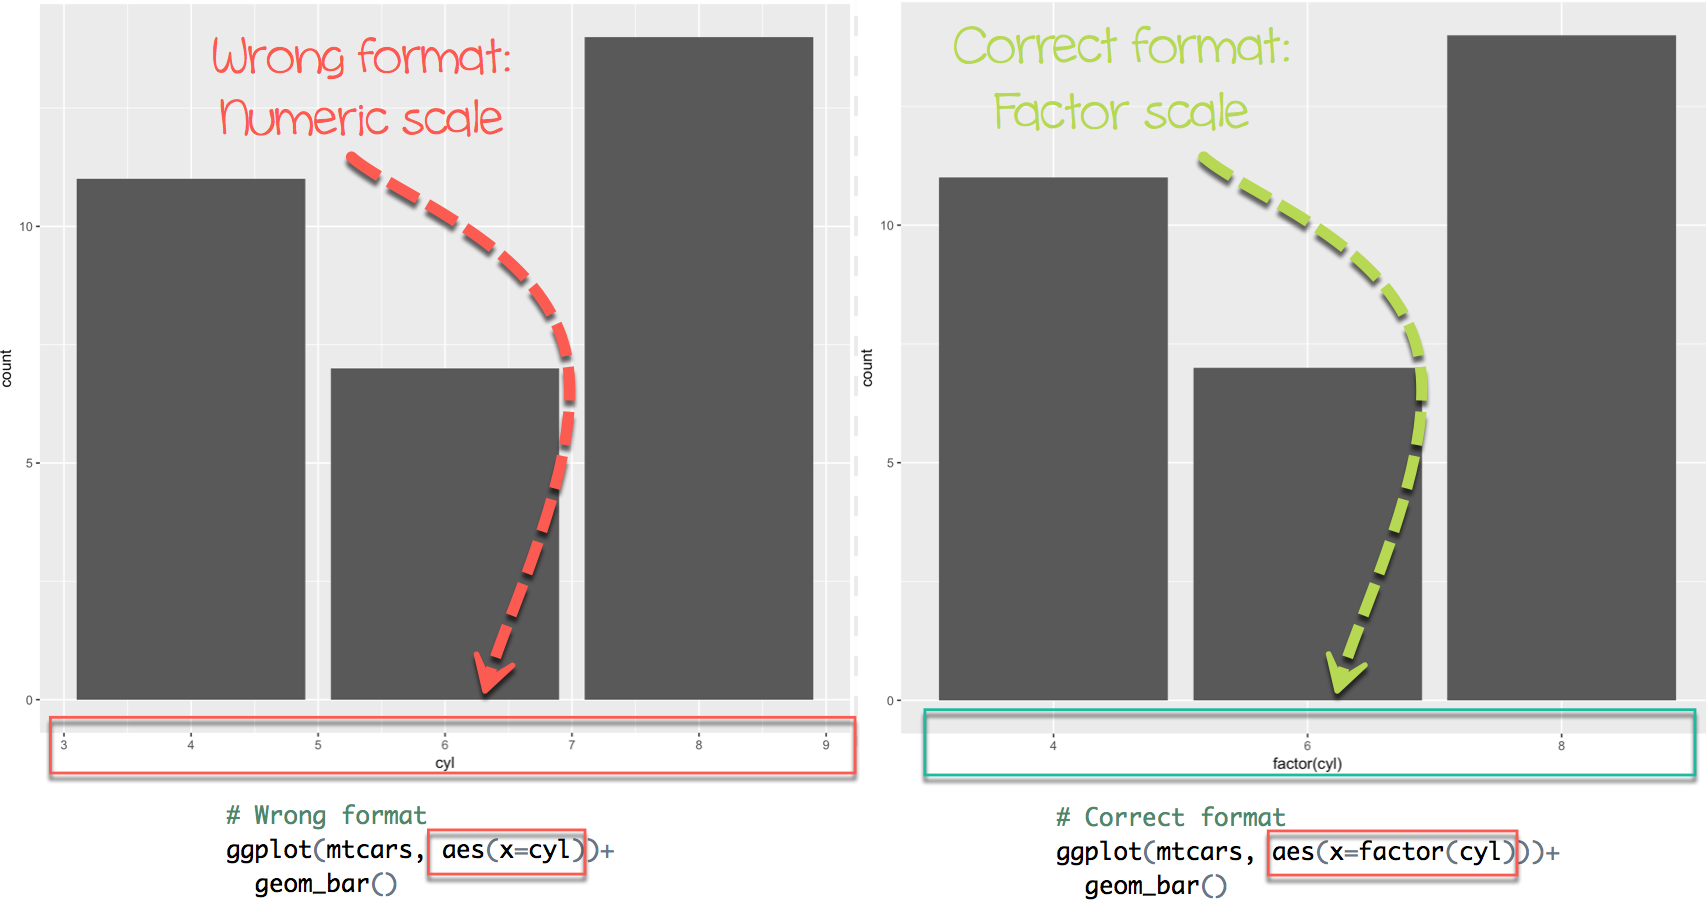 Wrong format:
Numeric scale
10
5
0
count
3 4 5 6 7 8 9
cyl
# Wrong format
ggplot(mtcars, aes(x=cyl))+
geom_bar()
Correct format:
Factor scale
10
5
0
count
4 6 8
factor(cyl)
# Correct format
ggplot(mtcars, aes(x=factor(cyl)))+
geom_bar()